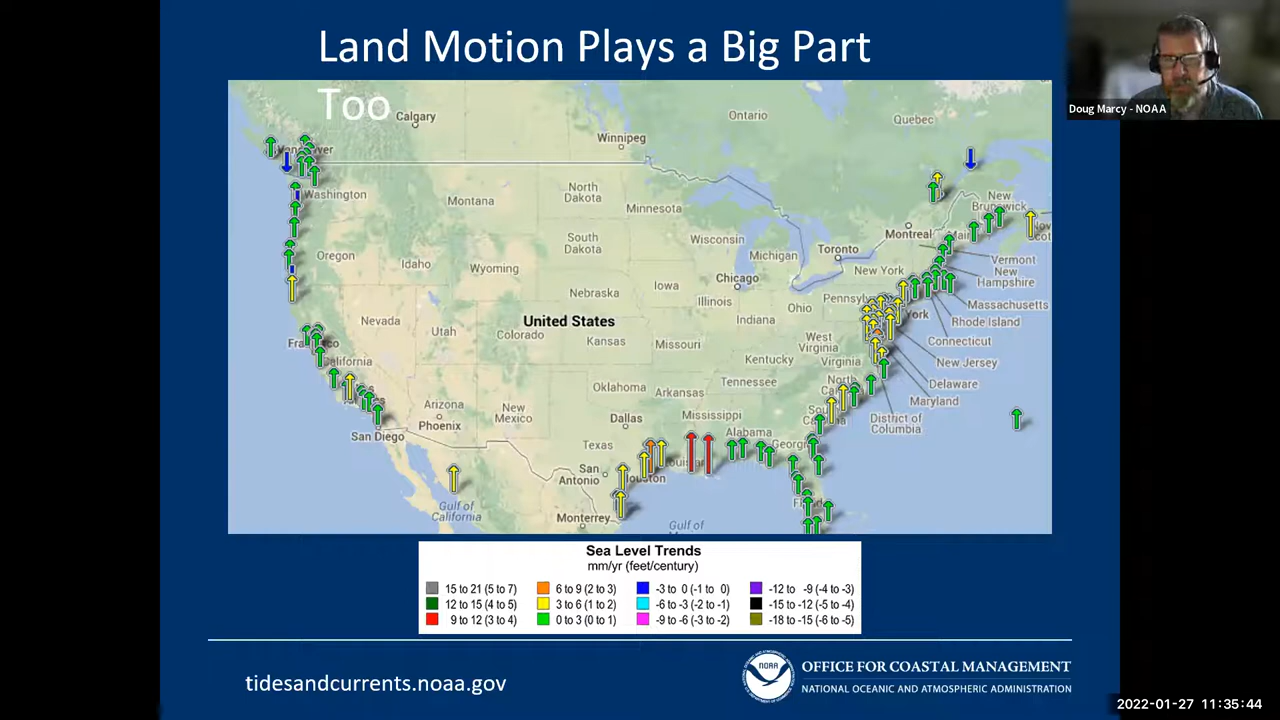 Land Motion Plays a Big Part
Too
Doug Marcy - NOAA
Calgary
Ontario
Quebec
Winnipeg
Washington
North
Dakota
Montana
Minnesota
New
Brunswick
Montreal
Wisconsin
South
Dakota
Toronto
Michigan
Oregon
Idaho
Wyoming
Vermont
New
Hampshire
New York
Chicago
Iowa
Nebraska
Illinois
Ohio
Massachusetts
Rhode Island
Nevada
United States
Indiana
Utah
Colorado
Kansas
Missouri
West
Virginia
Connecticut
California
Kentucky
Virginia
New Jersey
Delaware
Oklahoma
Tennessee
Maryland
Arkansas
Arizona
New
Mexico
Phoenix
Dallas
Mississippi
District of
Columbia
San Diego
Alabama
Texas
San
Antonio
Gulf of
California
Monterrey
Gulf of
Sea Level Trends
mm/yr (feet/century)
15 to 21 (5 to 7) 6 to 9 (2 to 3) -3 to 0 (-1 to 0) -12 to -9 (-4 to -3)
12 to 15 (4 to 5) 3 to 6 (1 to 2) -6 to -3 (-2 to -1) -15 to -12 (-5 to -4)
9 to 12 (3 to 4) 0 to 3 (0 to 1) -9 to -6 (-3 to -2) -18 to -15 (-6 to -5)
tidesandcurrents.noaa.gov
NOAA
OFFICE FOR COASTAL MANAGEMENT
NATIONAL OCEANIC AND ATMOSPHERIC ADMINISTRATION
2022-01-27 11:35:44